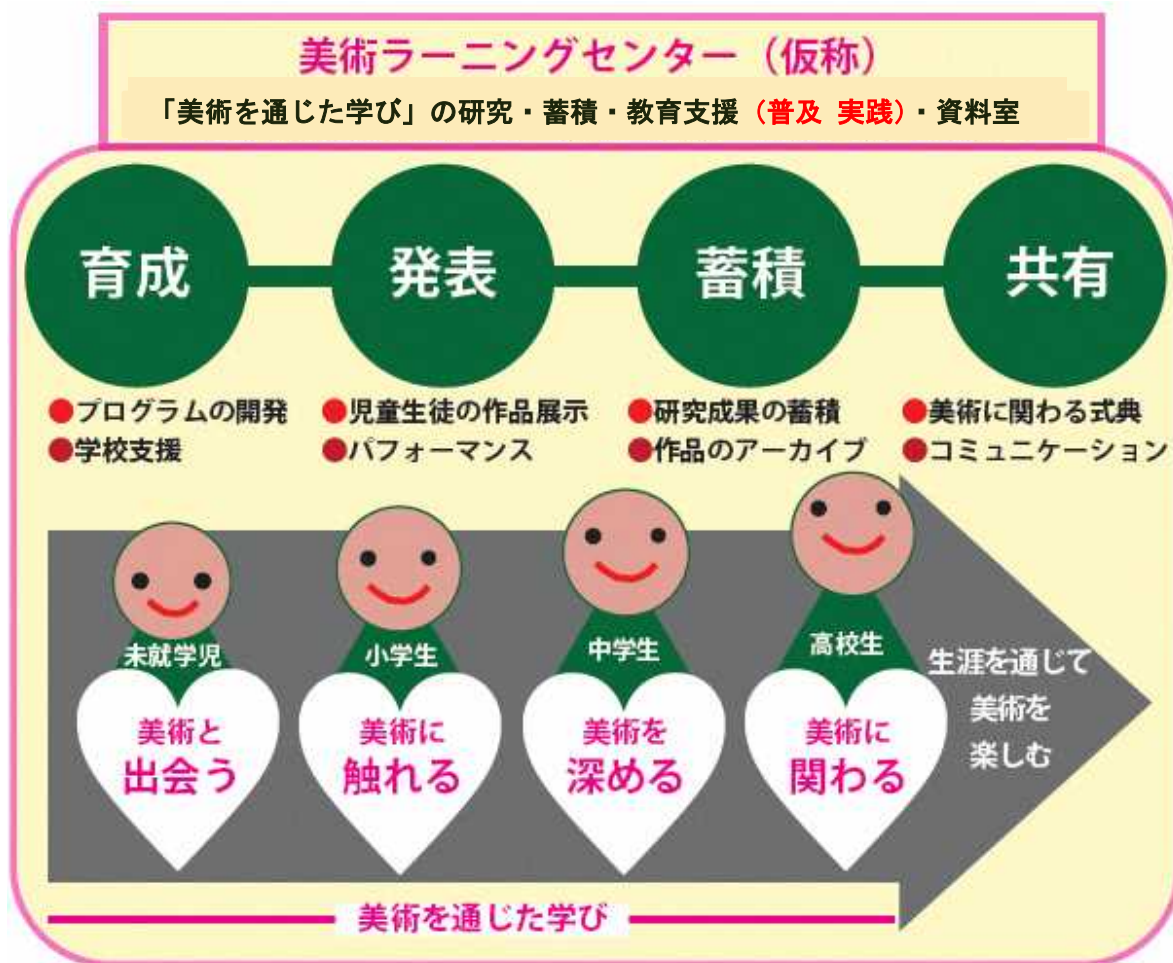 美術ラーニングセンター（仮称）
「美術を通じた学び」の研究・蓄積・教育支援（普及 実践）・資料室
育成
発表
蓄積
共有
●プログラムの開発
●学校支援
●児童生徒の作品展示
●パフォーマンス
●研究成果の蓄積
●作品のアーカイブ
●美術に関わる式典
●コミュニケーション
未就学児
美術と
出会う
小学生
美術に
触れる
中学生
美術を
深める
高校生
美術に
関わる
生涯を通じて
美術を
楽しむ
美術を通じた学び